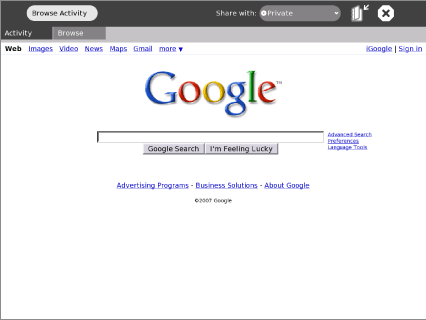 Browse Activity Share with: Private
Activity Browse
Web Images Video News Maps Gmail more ▼ iGoogle | Sign in
Google™
Advanced Search
Preferences
Language Tools
Google Search I'm Feeling Lucky
Advertising Programs - Business Solutions - About Google
©2007 Google